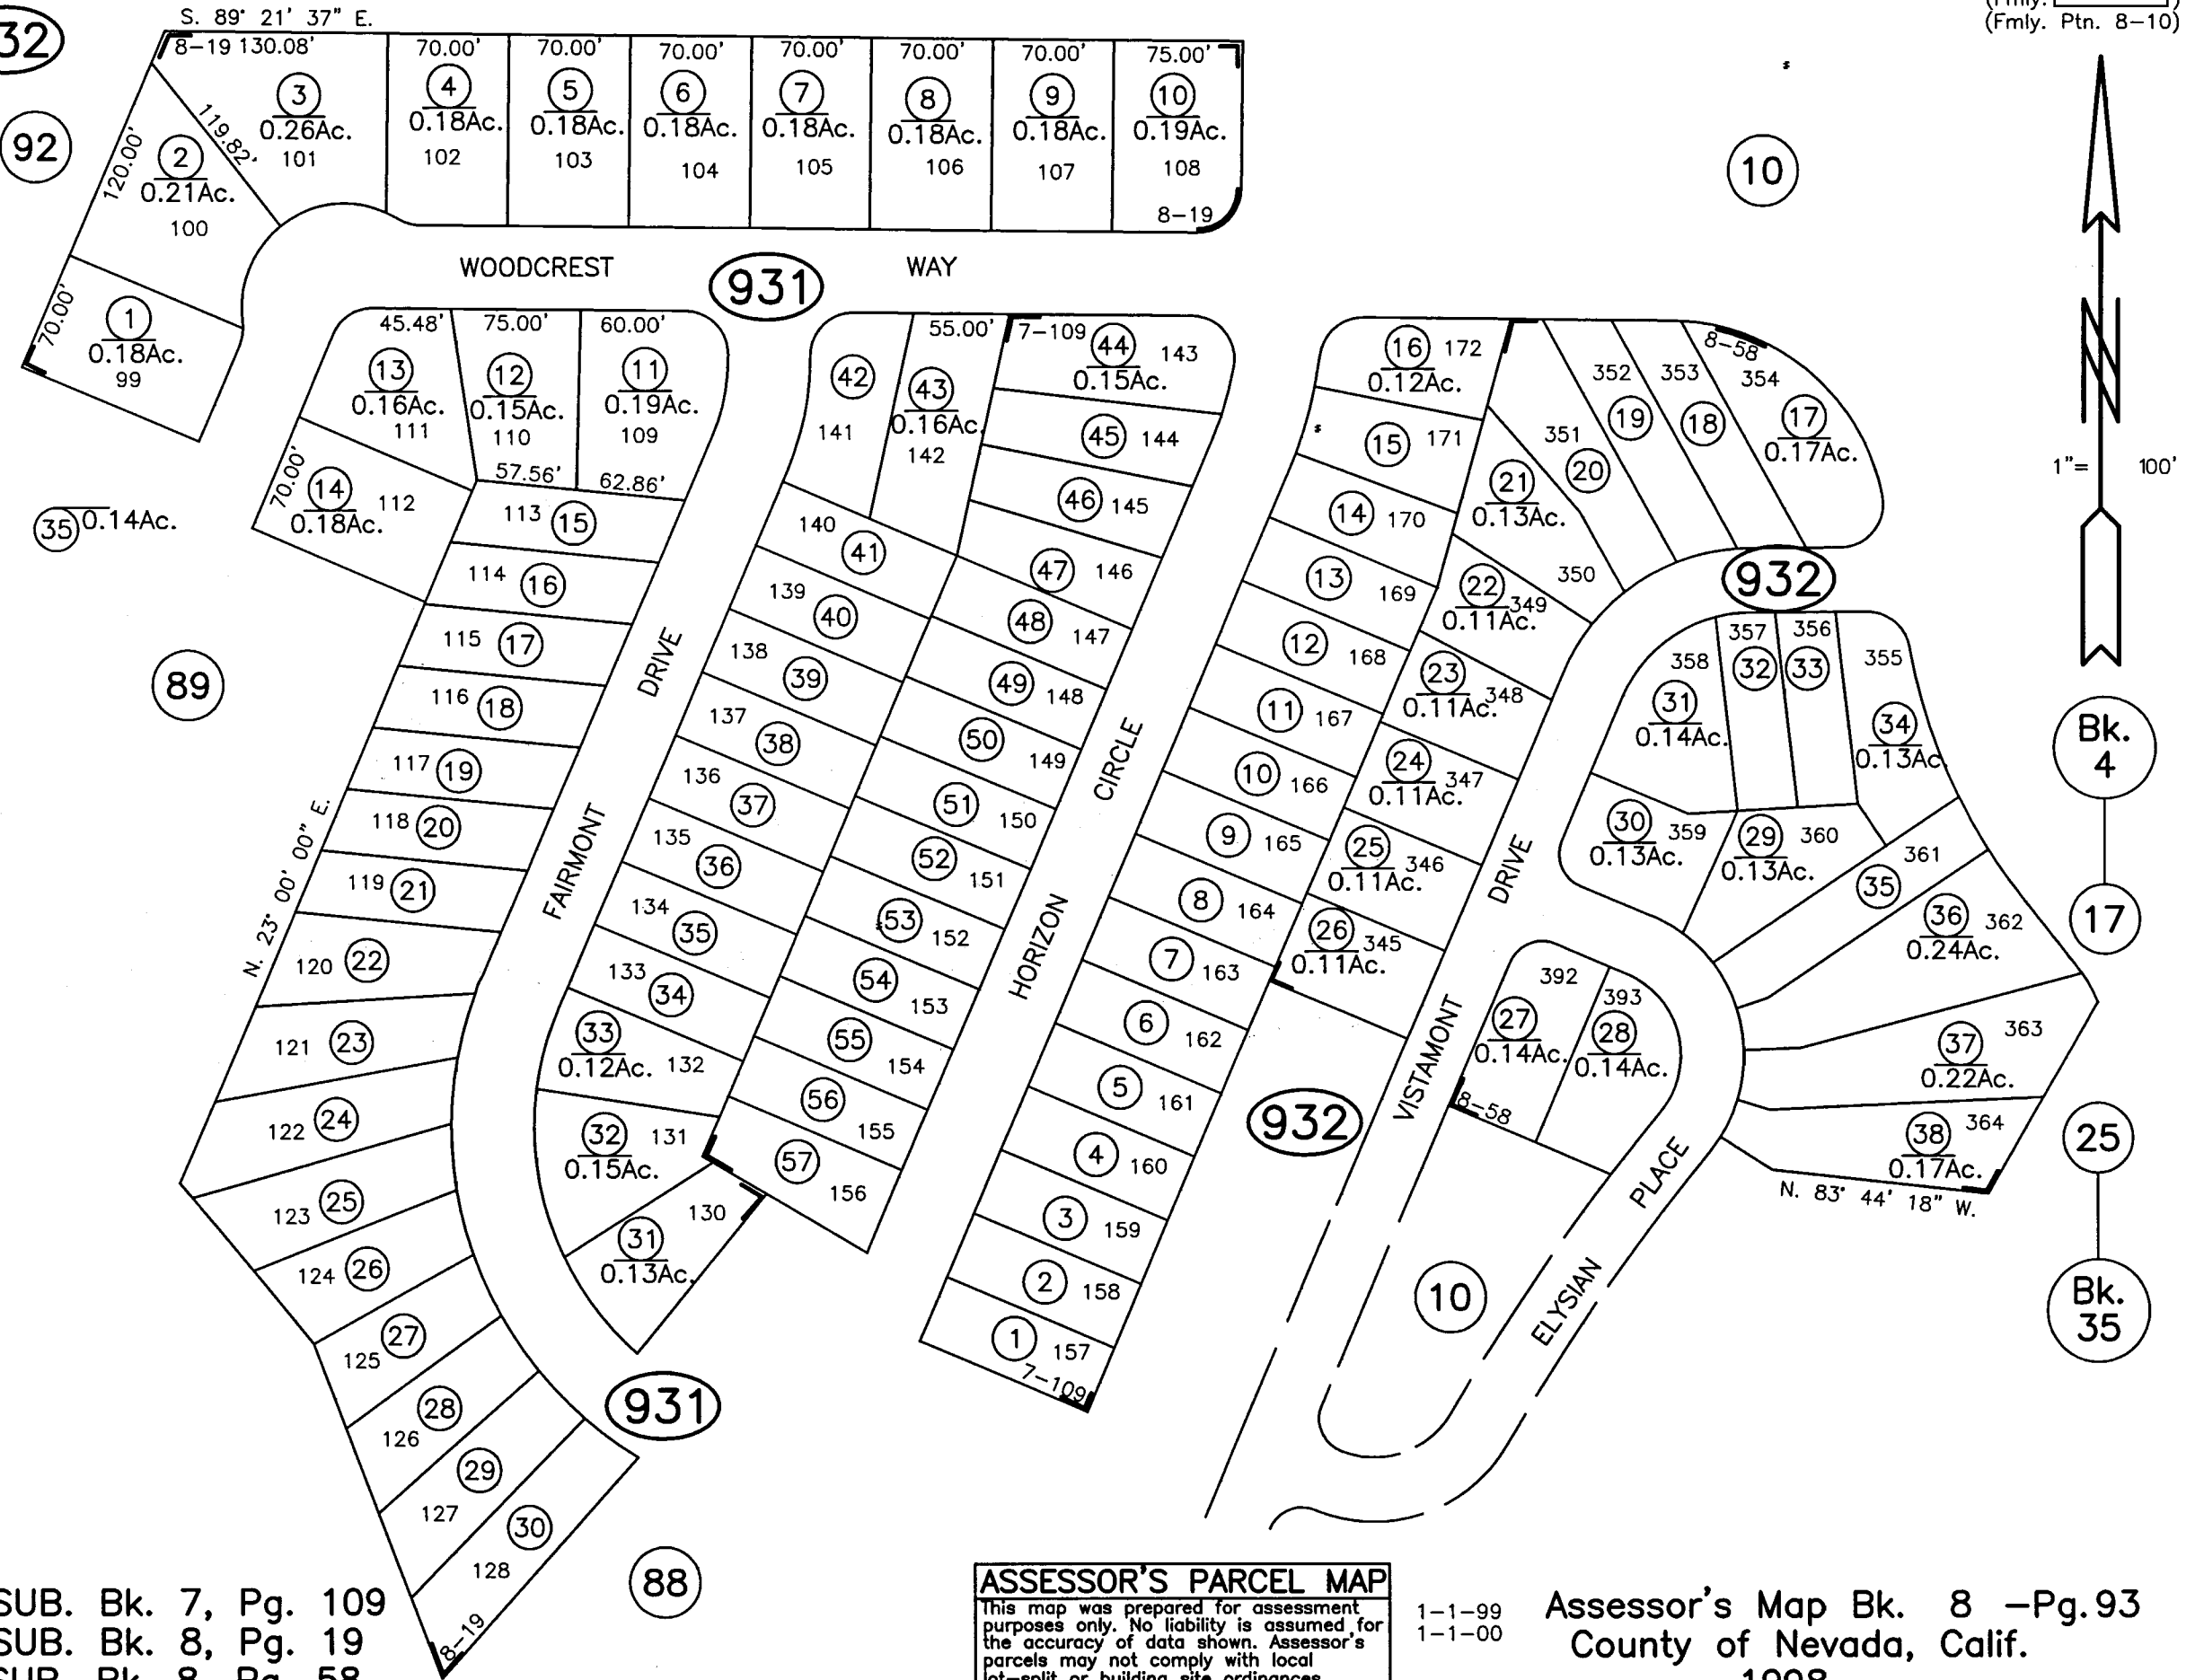 S. 89° 21' 37" E.
(Fmly. Ptn. 8-10)
32
92
8-19 130.08'
70.00'
70.00'
70.00'
70.00'
70.00'
70.00'
75.00'
3
0.26Ac.
101
4
0.18Ac.
102
5
0.18Ac.
103
6
0.18Ac.
104
7
0.18Ac.
105
8
0.18Ac.
106
9
0.18Ac.
107
10
0.19Ac.
108
8-19
10
119.82'
120.00'
2
0.21Ac.
100
70.00'
1
0.18Ac.
99
WOODCREST
931
WAY
45.48'
75.00'
60.00'
13
0.16Ac.
111
12
0.15Ac.
110
11
0.19Ac.
109
57.56'
62.86'
70.00'
14
0.18Ac.
112
35 0.14Ac.
89
113 15
114 16
115 17
116 18
117 19
118 20
119 21
120 22
121 23
122 24
123 25
124 26
125 27
126 28
127 29
128 30
8-19
N. 23° 00' 00" E.
FAIRMONT
DRIVE
42
141
55.00'
43
0.16Ac.
142
7-109
44
0.15Ac.
143
45 144
46 145
47 146
48 147
49 148
50 149
51 150
52 151
53 152
54 153
55 154
56 155
57 156
140 41
139 40
138 39
137 38
136 37
135 36
134 35
133 34
33
0.12Ac. 132
32 131
0.15Ac.
130
31
0.13Ac.
931
88
HORIZON
CIRCLE
16 172
0.12Ac.
15 171
14 170
13 169
12 168
11 167
10 166
9 165
8 164
7 163
6 162
5 161
4 160
3 159
2 158
1 157
7-109
8-58
354
17
0.17Ac.
353
18
352
19
351
20
21
0.13Ac.
350
22 349
0.11Ac.
23 348
0.11Ac.
24 347
0.11Ac.
25 346
0.11Ac.
26 345
0.11Ac.
932
932
VISTAMONT
DRIVE
358
31
0.14Ac.
357
32
356
33
355
34
0.13Ac.
30 359
0.13Ac.
29 360
0.13Ac.
361
35
36 362
0.24Ac.
363
37
0.22Ac.
38 364
0.17Ac.
N. 83° 44' 18" W.
392
27
0.14Ac.
393
28
0.14Ac.
8-58
10
ELYSIAN
PLACE
1"= 100'
Bk.
4
17
25
Bk.
35
SUB. Bk. 7, Pg. 109
SUB. Bk. 8, Pg. 19
SUB. Bk. 8, Pg. 58
ASSESSOR'S PARCEL MAP
This map was prepared for assessment
purposes only. No liability is assumed for
the accuracy of data shown. Assessor's
parcels may not comply with local
lot-split or building site ordinances.
1-1-99
1-1-00
Assessor's Map Bk. 8 -Pg.93
County of Nevada, Calif.
1998